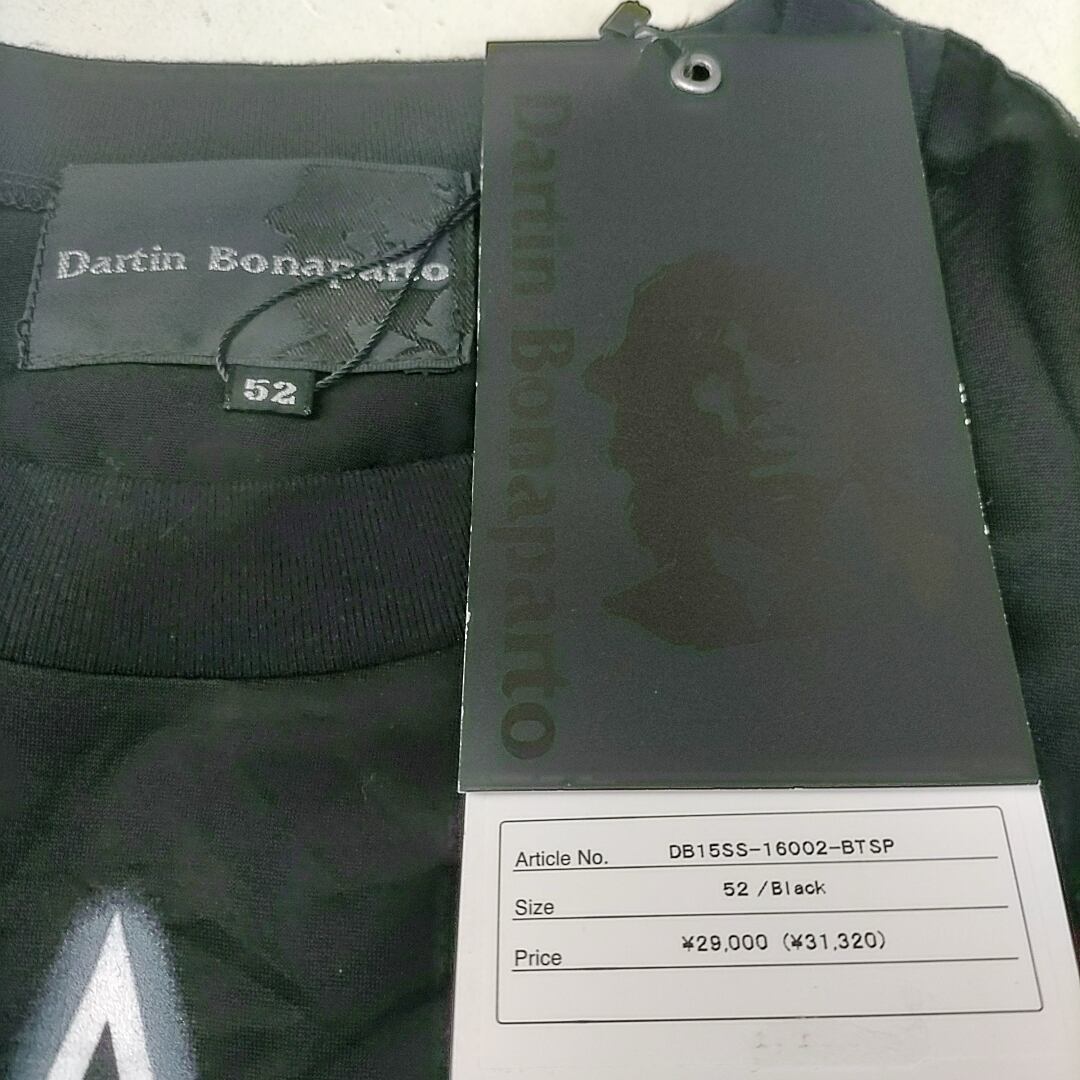 Dartin Bonaparto
52
Dartin Bonaparto
Article No. DB15SS-16002-BTSP
Size 52 /Black
Price ¥29,000 (¥31,320)